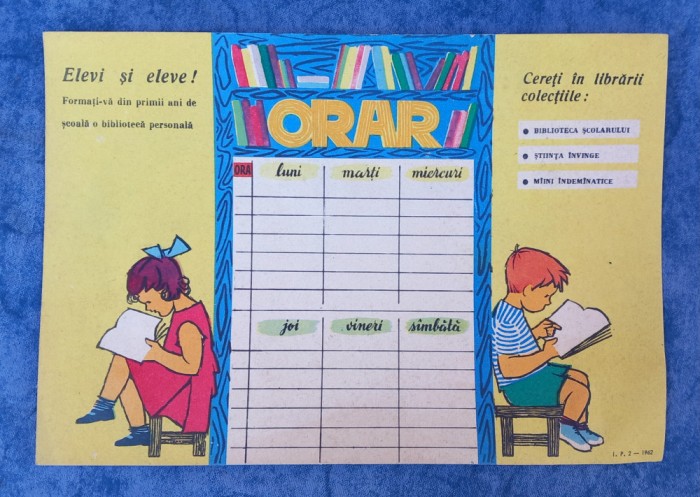 Elevi și eleve!
Formați-vă din primii ani de
școală o bibliotecă personală
ORAR
ORA luni marți miercuri
joi vineri sîmbătă
Cereți în librării
colecțiile:
BIBLIOTECA ȘCOLARULUI
ȘTIINȚA ÎNVINGE
MÎINI ÎNDEMÎNATICE
I. P. 2 — 1962